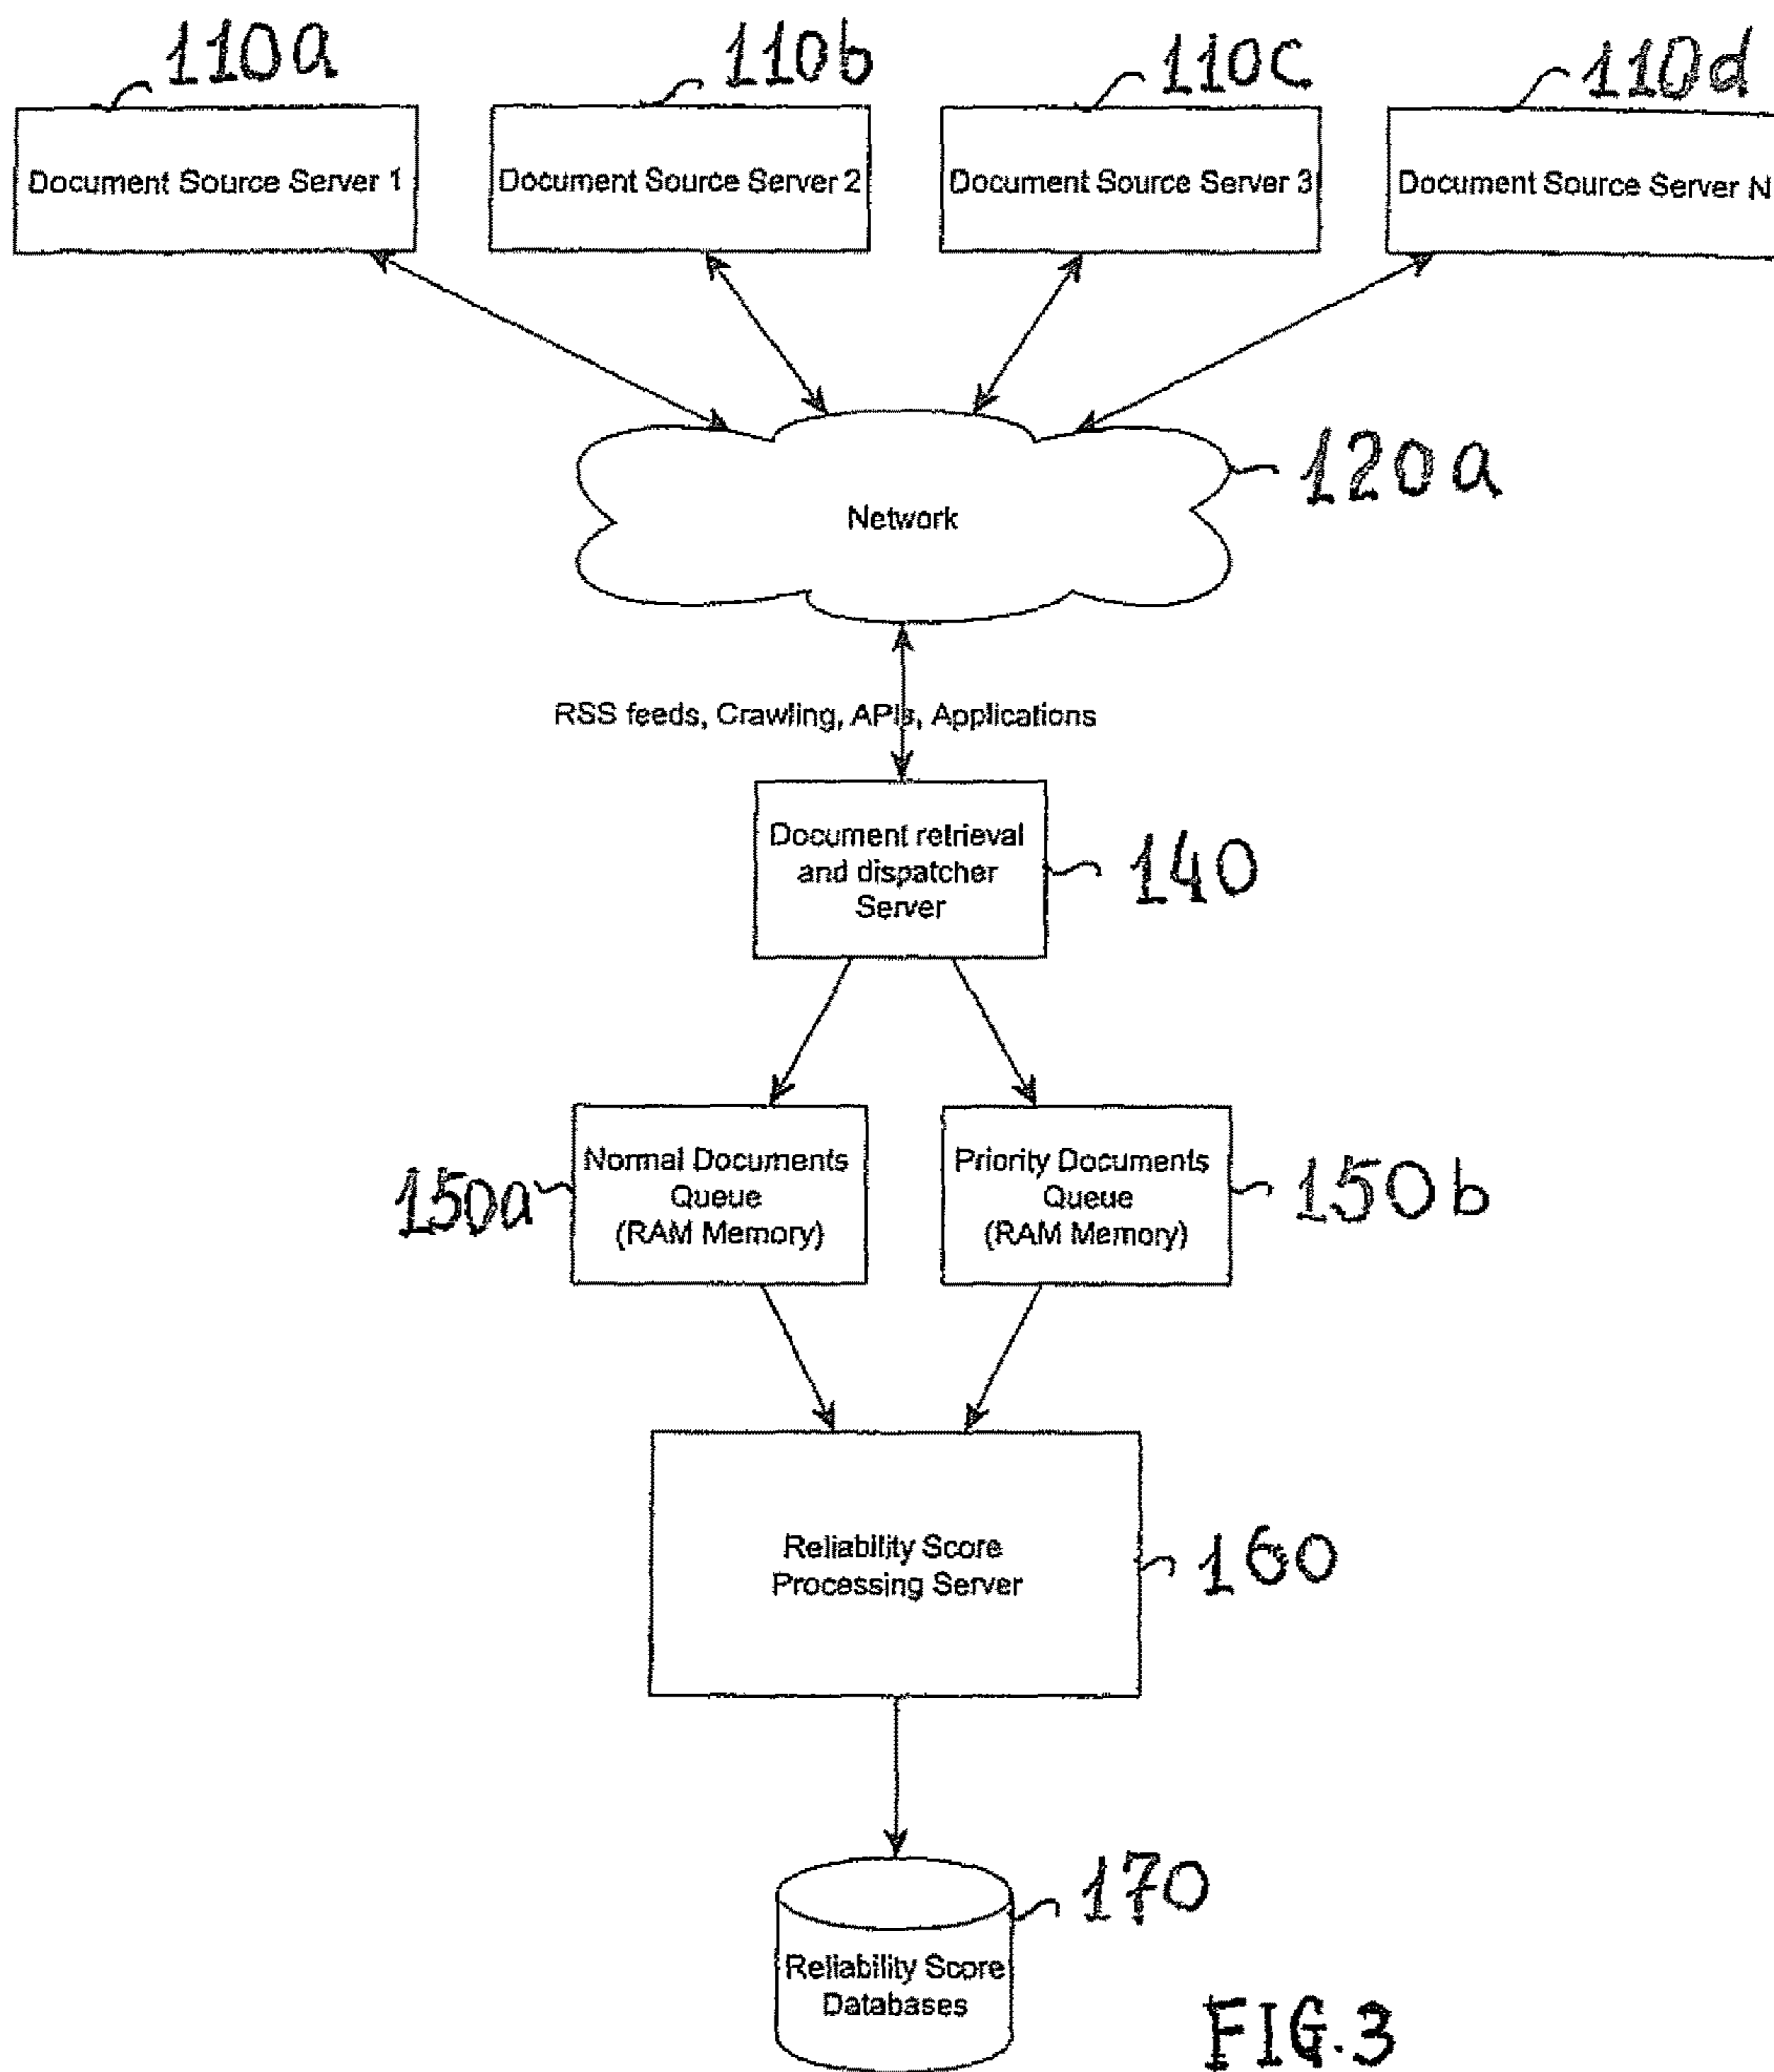 110a
110b
110c
110d
Document Source Server 1
Document Source Server 2
Document Source Server 3
Document Source Server N
120a
Network
RSS feeds, Crawling, APIs, Applications
Document retrieval
and dispatcher
Server
140
Normal Documents
Queue
(RAM Memory)
150a
Priority Documents
Queue
(RAM Memory)
150b
Reliability Score
Processing Server
160
170
Reliability Score
Databases
FIG.3